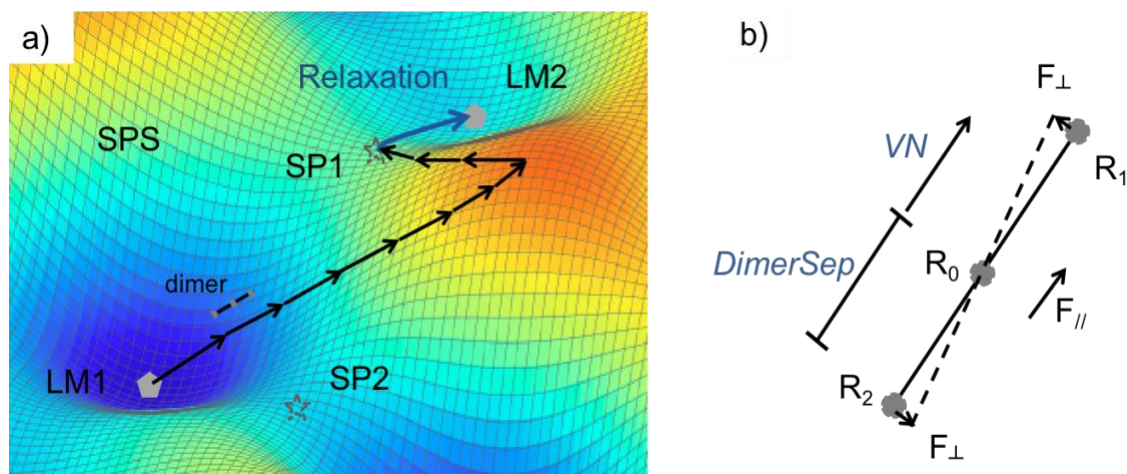 a)
Relaxation
LM2
SPS
SP1
dimer
LM1
SP2
b)
F⊥
VN
R₁
DimerSep
R₀
F//
R₂
F⊥